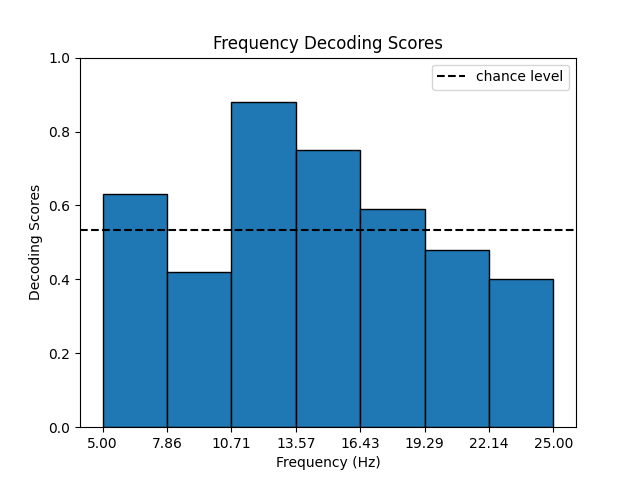 Frequency Decoding Scores
chance level
1.0
0.8
0.6
0.4
0.2
0.0
Decoding Scores
5.00 7.86 10.71 13.57 16.43 19.29 22.14 25.00
Frequency (Hz)